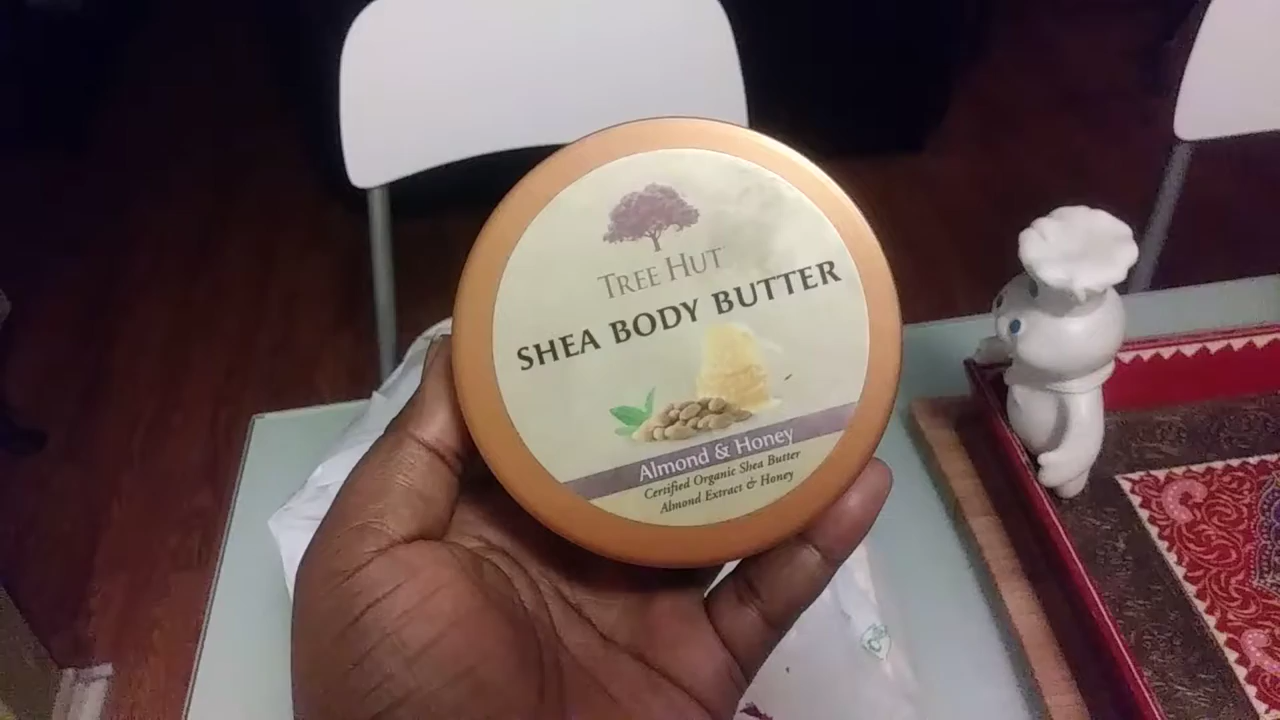 TREE HUT
SHEA BODY BUTTER
Almond & Honey
Certified Organic Shea Butter
Almond Extract & Honey